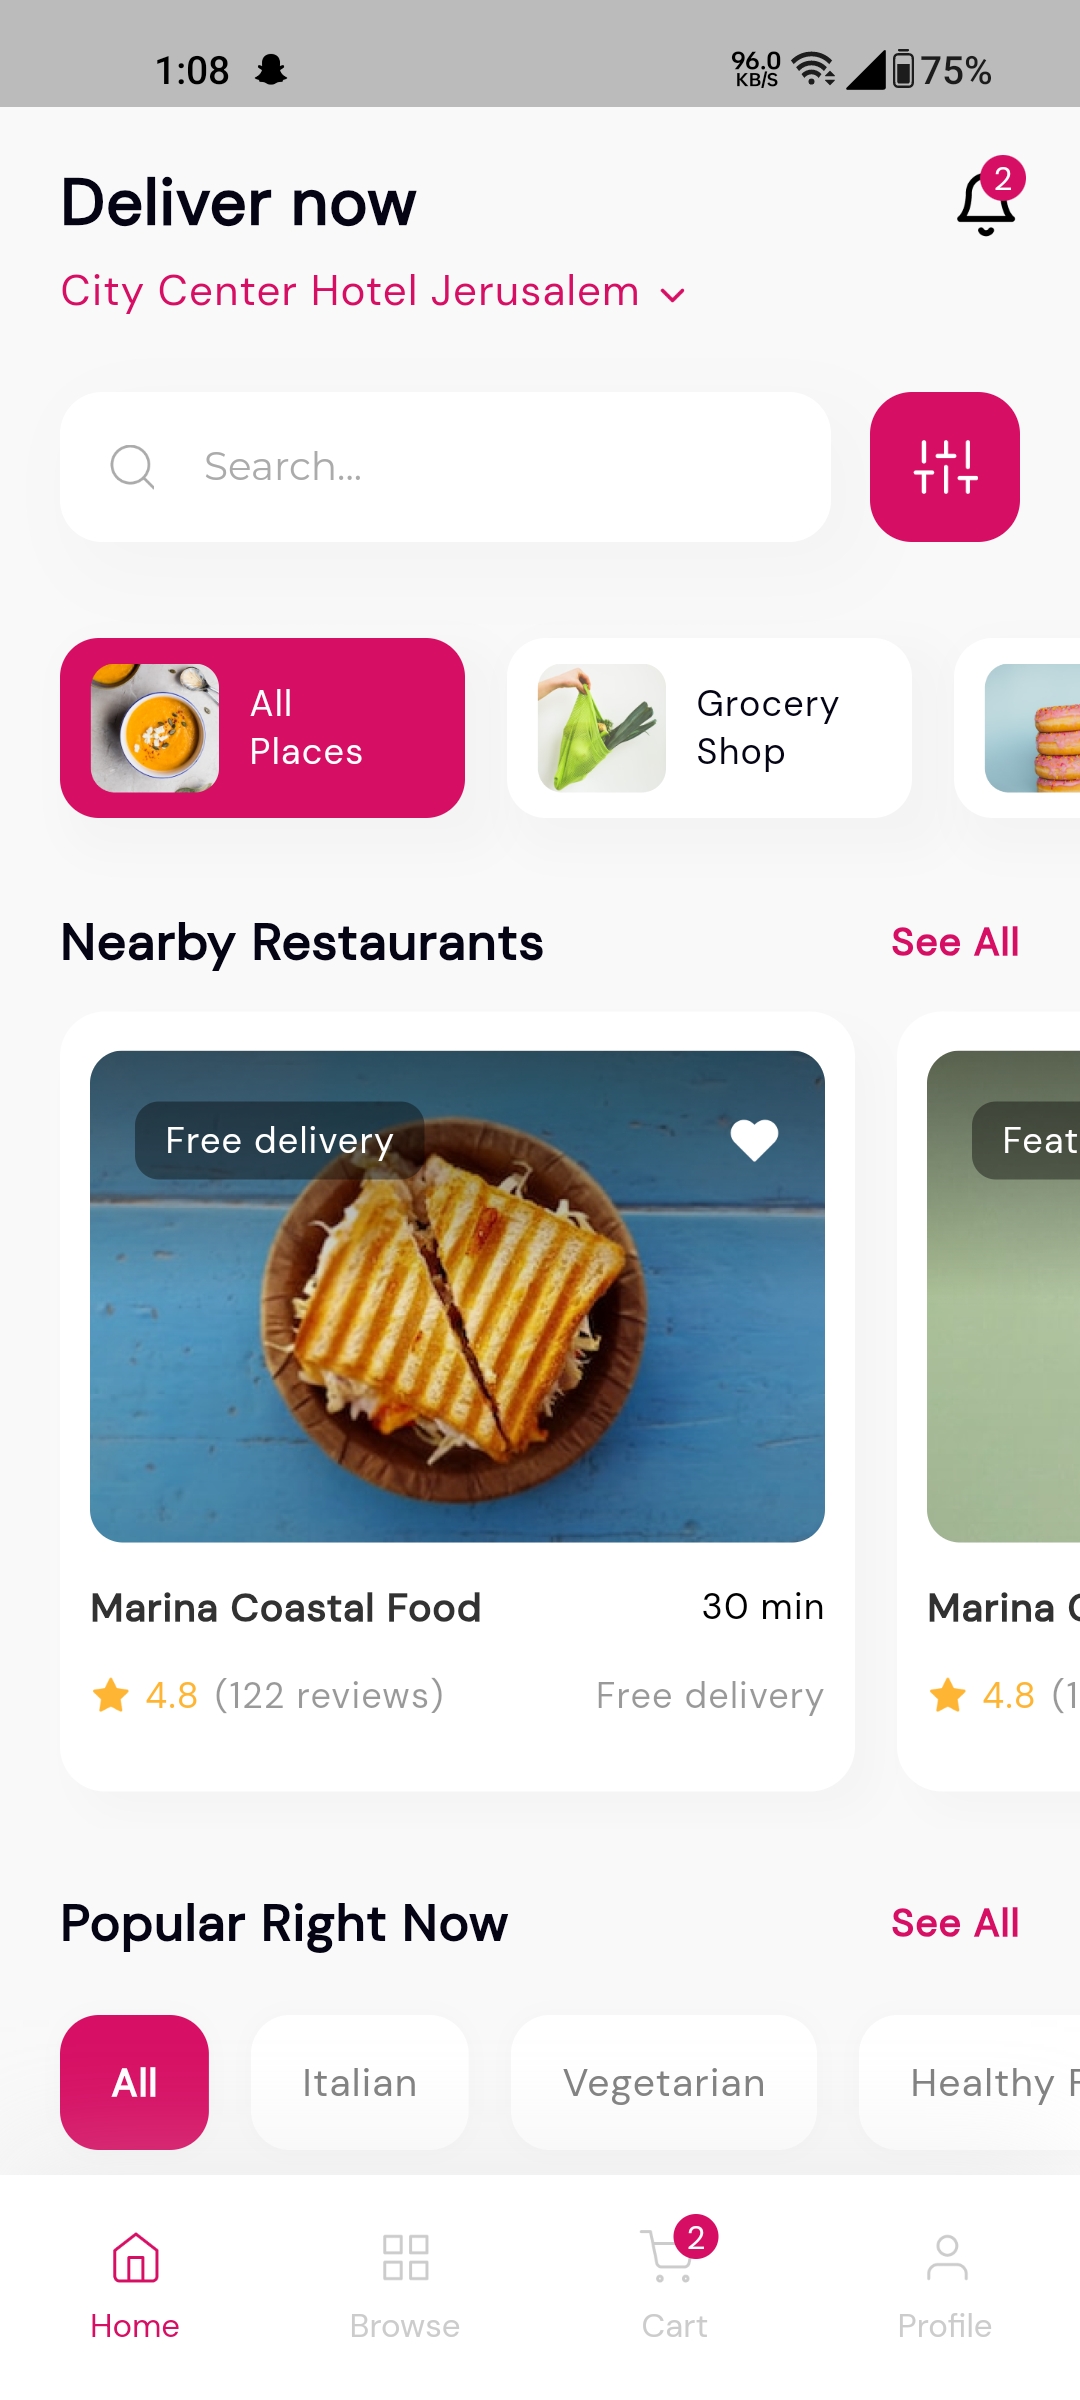 1:08
96.0
KB/S
75%
Deliver now
2
City Center Hotel Jerusalem
Search...
All
Places
Grocery
Shop
Nearby Restaurants
See All
Free delivery
Feat
Marina Coastal Food
30 min
Marina
4.8 (122 reviews)
Free delivery
4.8 (1
Popular Right Now
See All
All
Italian
Vegetarian
Healthy F
2
Home
Browse
Cart
Profile